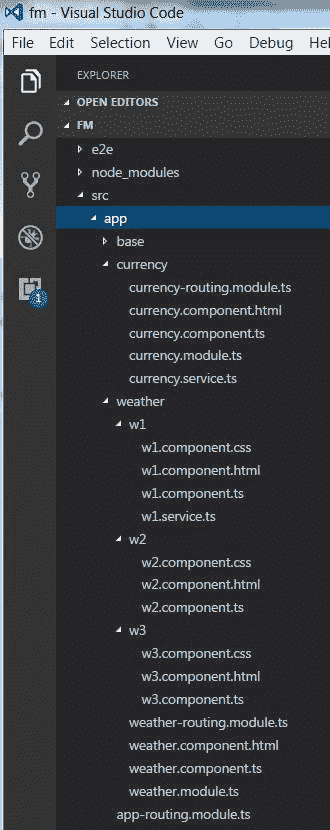 fm - Visual Studio Code
File Edit Selection View Go Debug Hel
EXPLORER
OPEN EDITORS
FM
e2e
node_modules
src
app
base
currency
currency-routing.module.ts
currency.component.html
currency.component.ts
currency.module.ts
currency.service.ts
weather
w1
w1.component.css
w1.component.html
w1.component.ts
w1.service.ts
w2
w2.component.css
w2.component.html
w2.component.ts
w3
w3.component.css
w3.component.html
w3.component.ts
weather-routing.module.ts
weather.component.html
weather.component.ts
weather.module.ts
app-routing.module.ts
1